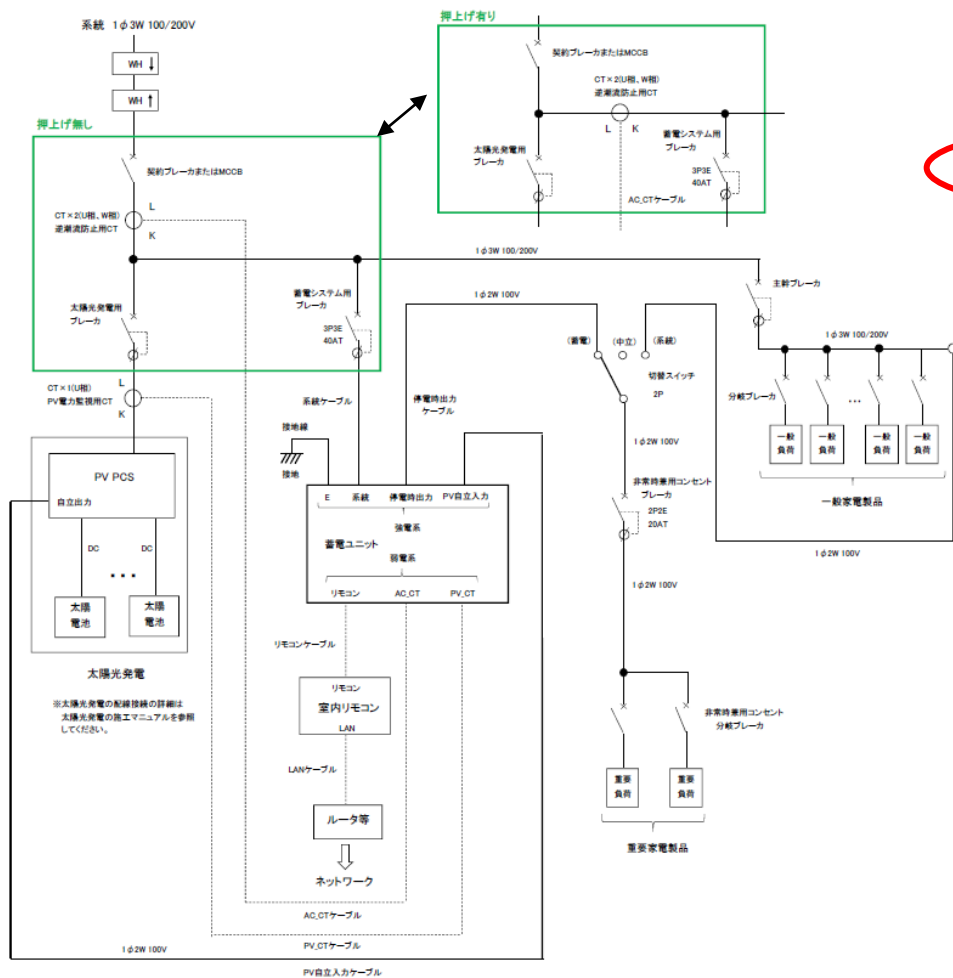 系統 1φ3W 100/200V
WH ↓
WH ↑
押上げ無し
契約ブレーカまたはMCCB
CT×2(U相、W相)
逆潮流防止用CT
L
K
太陽光発電用
ブレーカ
蓄電システム用
ブレーカ
3P3E
40AT
押上げ有り
契約ブレーカまたはMCCB
CT×2(U相、W相)
逆潮流防止用CT
L K
太陽光発電用
ブレーカ
蓄電システム用
ブレーカ
3P3E
40AT
AC_CTケーブル
1φ3W 100/200V
主幹ブレーカ
1φ3W 100/200V
分岐ブレーカ
…
一般
負荷
一般
負荷
一般
負荷
一般
負荷
一般家電製品
1φ2W 100V
1φ2W 100V
(蓄電)
(中立)
(系統)
切替スイッチ
2P
1φ2W 100V
非常時兼用コンセント
ブレーカ
2P2E
20AT
1φ2W 100V
非常時兼用コンセント
分岐ブレーカ
重要
負荷
重要
負荷
重要家電製品
CT×1(U相)
PV電力監視用CT
L
K
PV PCS
自立出力
DC
DC
…
太陽
電池
太陽
電池
太陽光発電
※太陽光発電の配線接続の詳細は
太陽光発電の施工マニュアルを参照
してください。
系統ケーブル
停電時出力
ケーブル
接地線
接地
E 系統 停電時出力 PV自立入力
強電系
蓄電ユニット
弱電系
リモコン AC_CT PV_CT
リモコンケーブル
リモコン
室内リモコン
LAN
LANケーブル
ルータ等
ネットワーク
AC_CTケーブル
PV_CTケーブル
1φ2W 100V
PV自立入力ケーブル